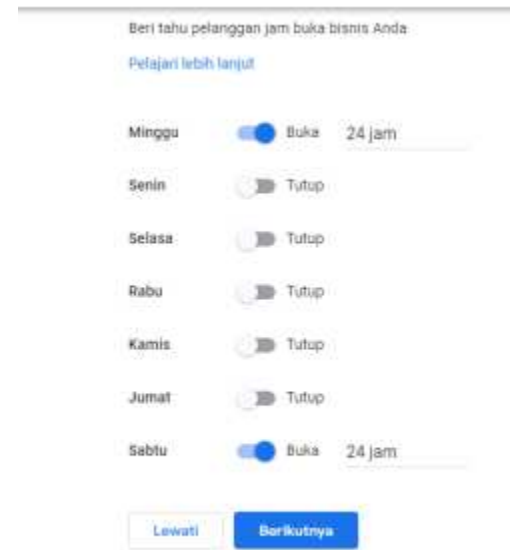 Beri tahu pelanggan jam buka bisnis Anda
Pelajari lebih lanjut
Minggu Buka 24 jam
Senin Tutup
Selasa Tutup
Rabu Tutup
Kamis Tutup
Jumat Tutup
Sabtu Buka 24 jam
Lewati Berikutnya